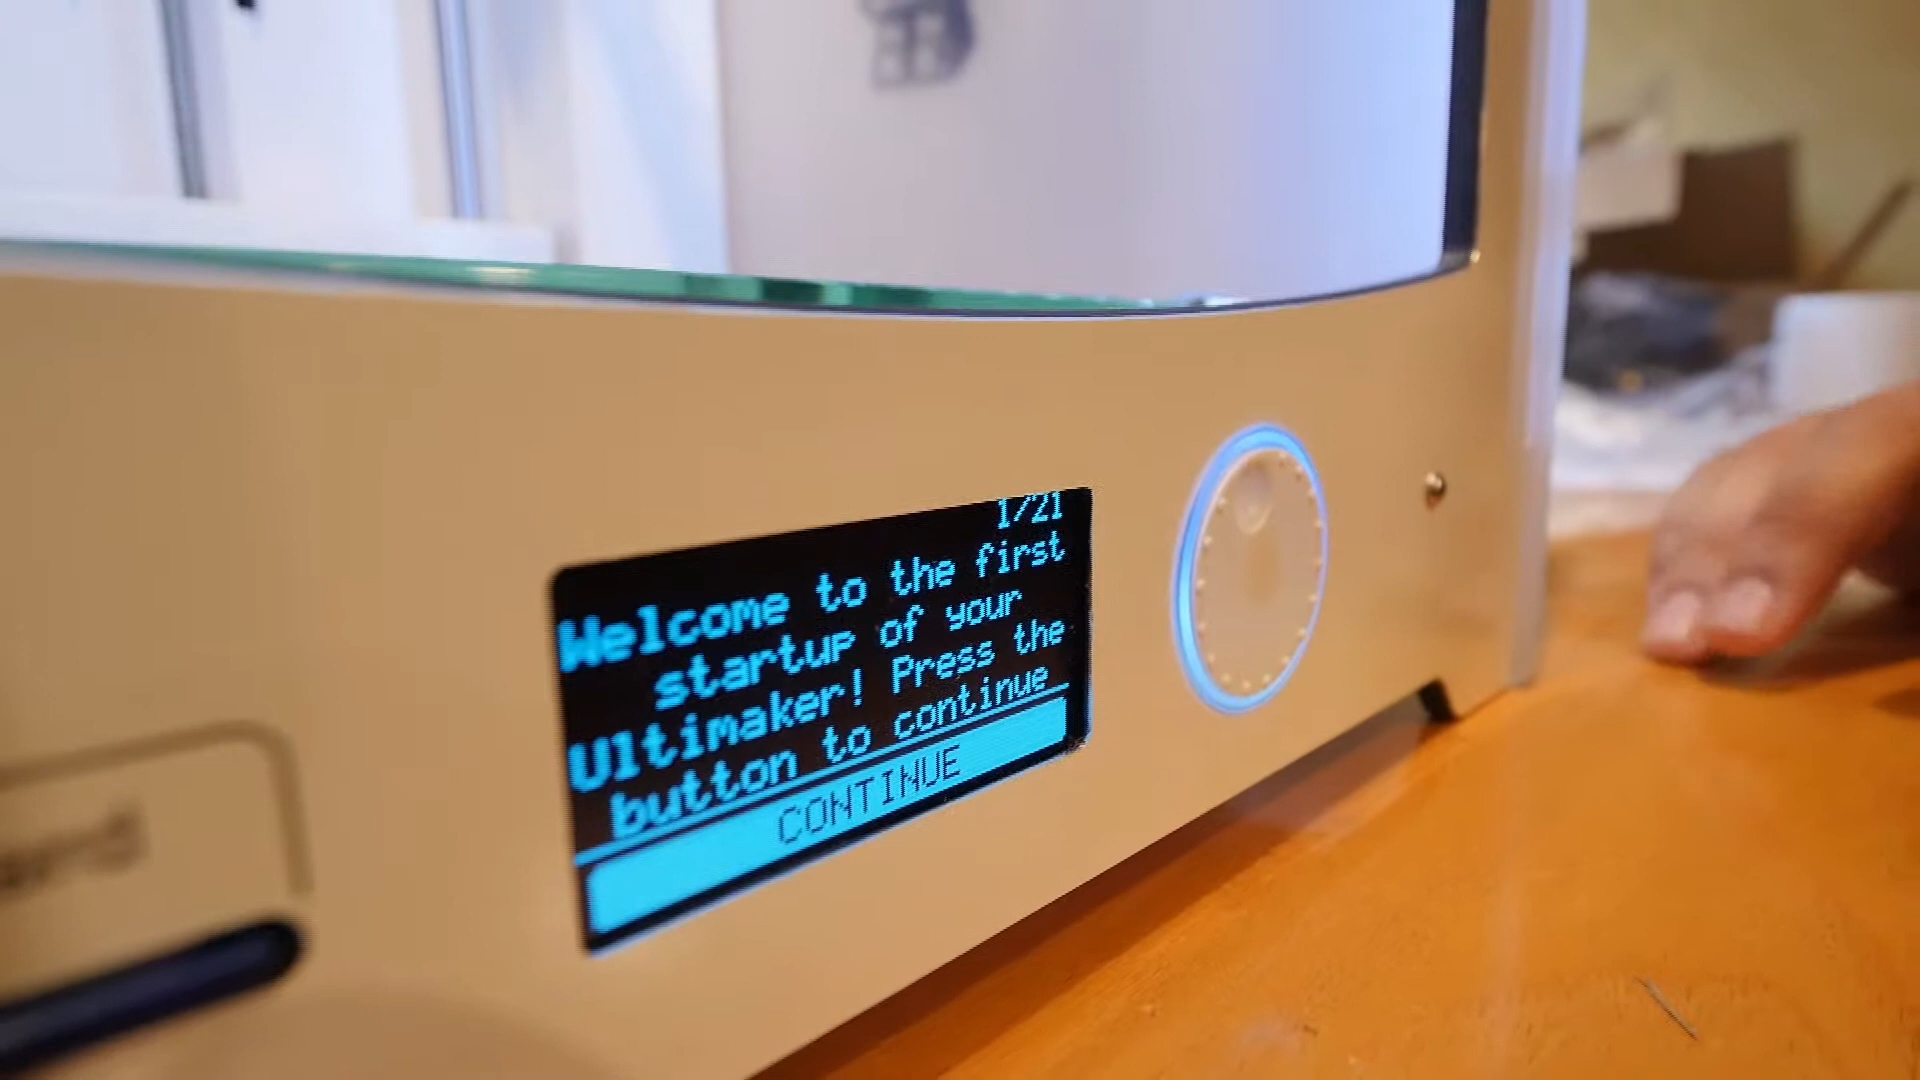 1/21
Welcome to the first
startup of your
Ultimaker! Press the
button to continue
CONTINUE